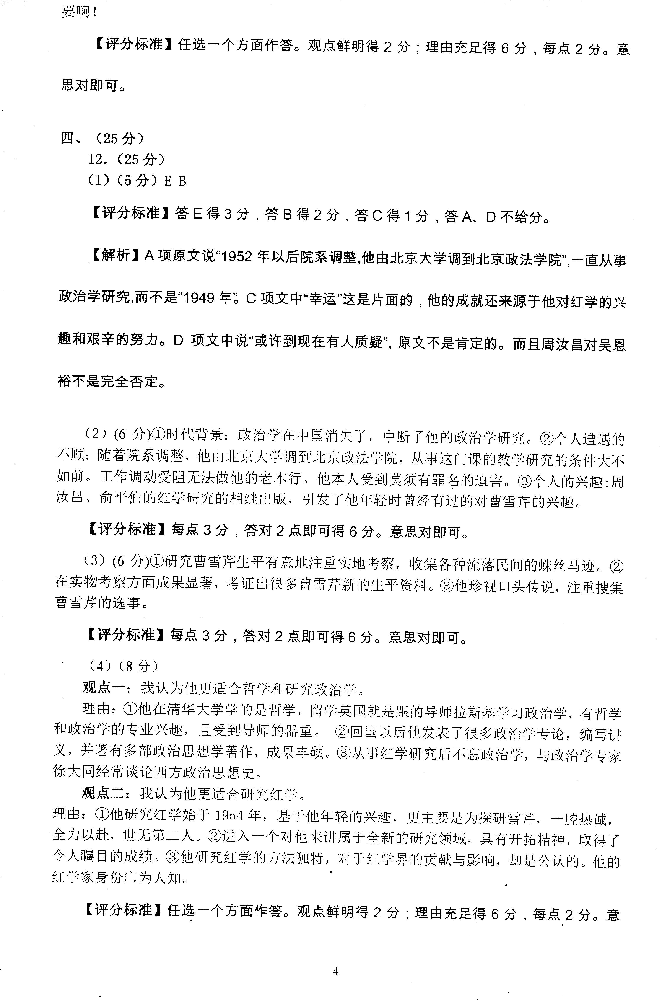 要啊！
【评分标准】任选一个方面作答。观点鲜明得 2 分；理由充足得 6 分，每点 2 分。意
思对即可。
四、（25 分）
12.（25 分）
（1）（5 分）E B
【评分标准】答 E 得 3 分，答 B 得 2 分，答 C 得 1 分，答 A、D 不给分。
【解析】A 项原文说“1952 年以后院系调整,他由北京大学调到北京政法学院”,一直从事
政治学研究,而不是“1949 年”。C 项文中“幸运”这是片面的，他的成就还来源于他对红学的兴
趣和艰辛的努力。D 项文中说“或许到现在有人质疑”, 原文不是肯定的。而且周汝昌对吴恩
裕不是完全否定。
（2）(6 分)①时代背景：政治学在中国消失了，中断了他的政治学研究。②个人遭遇的
不顺：随着院系调整，他由北京大学调到北京政法学院，从事这门课的教学研究的条件大不
如前。工作调动受阻无法做他的老本行。他本人受到莫须有罪名的迫害。③个人的兴趣:周
汝昌、俞平伯的红学研究的相继出版，引发了他年轻时曾经有过的对曹雪芹的兴趣。
【评分标准】每点 3 分，答对 2 点即可得 6 分。意思对即可。
（3）(6 分)①研究曹雪芹生平有意地注重实地考察，收集各种流落民间的蛛丝马迹。②
在实物考察方面成果显著，考证出很多曹雪芹新的生平资料。③他珍视口头传说，注重搜集
曹雪芹的逸事。
【评分标准】每点 3 分，答对 2 点即可得 6 分。意思对即可。
（4）（8 分）
观点一：我认为他更适合哲学和研究政治学。
理由：①他在清华大学学的是哲学，留学英国就是跟的导师拉斯基学习政治学，有哲学
和政治学的专业兴趣，且受到导师的器重。 ②回国以后他发表了很多政治学专论，编写讲
义，并著有多部政治思想学著作，成果丰硕。③从事红学研究后不忘政治学，与政治学专家
徐大同经常谈论西方政治思想史。
观点二：我认为他更适合研究红学。
理由：①他研究红学始于 1954 年，基于他年轻的兴趣，更主要是为探研雪芹，一腔热诚，
全力以赴，世无第二人。②进入一个对他来讲属于全新的研究领域，具有开拓精神，取得了
令人瞩目的成绩。③他研究红学的方法独特，对于红学界的贡献与影响，却是公认的。他的
红学家身份广为人知。
【评分标准】任选一个方面作答。观点鲜明得 2 分；理由充足得 6 分，每点 2 分。意
4